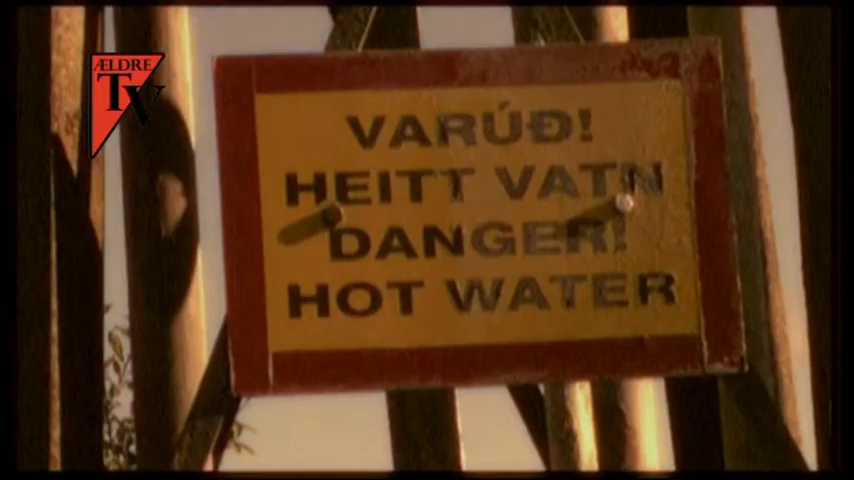 ÆLDRE
TV
VARÚÐ!
HEITT VATN
DANGER!
HOT WATER